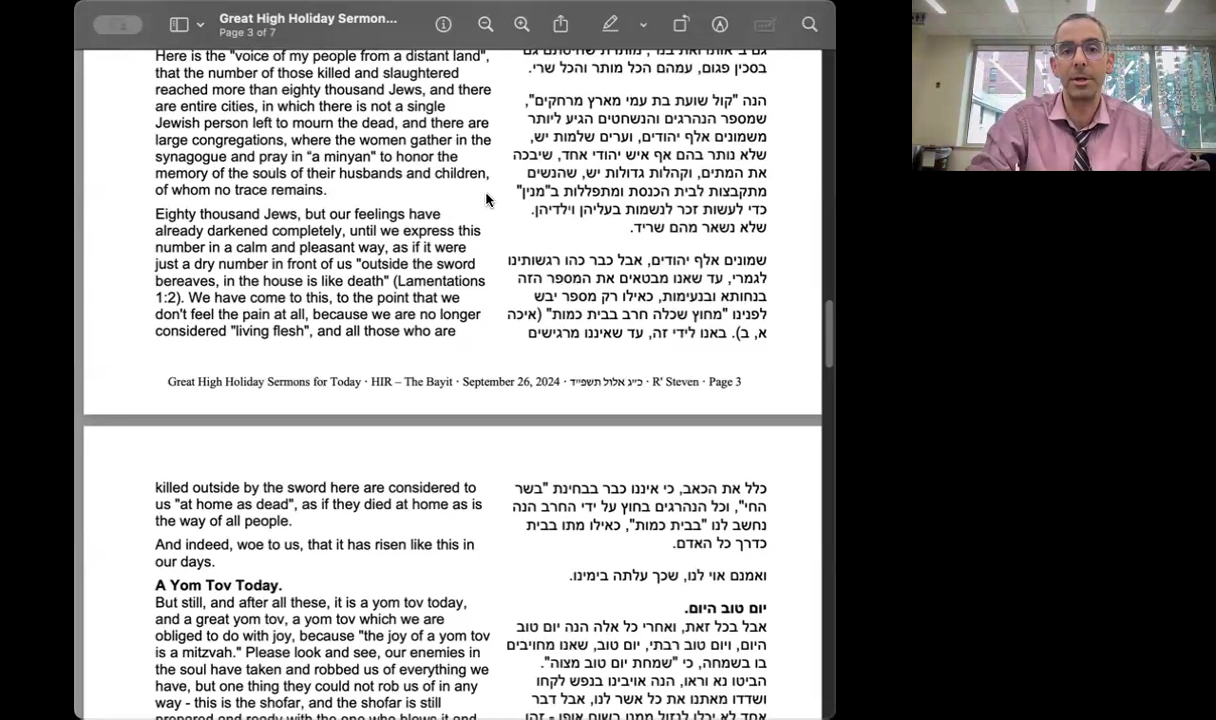 Great High Holiday Sermon...
Page 3 of 7
Here is the "voice of my people from a distant land",
that the number of those killed and slaughtered
reached more than eighty thousand Jews, and there
are entire cities, in which there is not a single
Jewish person left to mourn the dead, and there are
large congregations, where the women gather in the
synagogue and pray in "a minyan" to honor the
memory of the souls of their husbands and children,
of whom no trace remains.
Eighty thousand Jews, but our feelings have
already darkened completely, until we express this
number in a calm and pleasant way, as if it were
just a dry number in front of us "outside the sword
bereaves, in the house is like death" (Lamentations
1:2). We have come to this, to the point that we
don't feel the pain at all, because we are no longer
considered "living flesh", and all those who are
בסכין פגום, עמהם הכל מותר והכל שרי.
הנה "קול שועת בת עמי מארץ מרחקים",
שמספר הנהרגים והנשחטים הגיע ליותר
משמונים אלף יהודים, וערים שלמות יש,
שלא נותר בהם אף איש יהודי אחד, שיבכה
את המתים, וקהלות גדולות יש, שהנשים
מתקבצות לבית הכנסת ומתפללות ב"מנין"
כדי לעשות זכר לנשמות בעליהן וילדיהן.
שלא נשאר מהם שריד.
שמונים אלף יהודים, אבל כבר כהו רגשותינו
לגמרי, עד שאנו מבטאים את המספר הזה
בנחותא ובנעימות, כאילו רק מספר יבש
לפנינו "מחוץ שכלה חרב בבית כמות" (איכה
א, ב). באנו לידי זה, עד שאיננו מרגישים
Great High Holiday Sermons for Today · HIR – The Bayit · September 26, 2024 · כ״ג אלול תשפ״ד · R' Steven · Page 3
killed outside by the sword here are considered to
us "at home as dead", as if they died at home as is
the way of all people.
And indeed, woe to us, that it has risen like this in
our days.
A Yom Tov Today.
But still, and after all these, it is a yom tov today,
and a great yom tov, a yom tov which we are
obliged to do with joy, because "the joy of a yom tov
is a mitzvah." Please look and see, our enemies in
the soul have taken and robbed us of everything we
have, but one thing they could not rob us of in any
way - this is the shofar, and the shofar is still
prepared and ready with the one who blows it and
כלל את הכאב, כי איננו כבר בבחינת "בשר
החי", וכל הנהרגים בחוץ על ידי החרב הנה
נחשב לנו "בבית כמות", כאילו מתו בבית
כדרך כל האדם.
ואמנם אוי לנו, שכך עלתה בימינו.
יום טוב היום.
אבל בכל זאת, ואחרי כל אלה הנה יום טוב
היום, ויום טוב רבתי, יום טוב, שאנו מחויבים
בו בשמחה, כי "שמחת יום טוב מצוה".
הביטו נא וראו, הנה אויבינו בנפש לקחו
ושדדו מאתנו את כל אשר לנו, אבל דבר
אחד לא יכלו לגזול ממנו בשום אופן - זהו